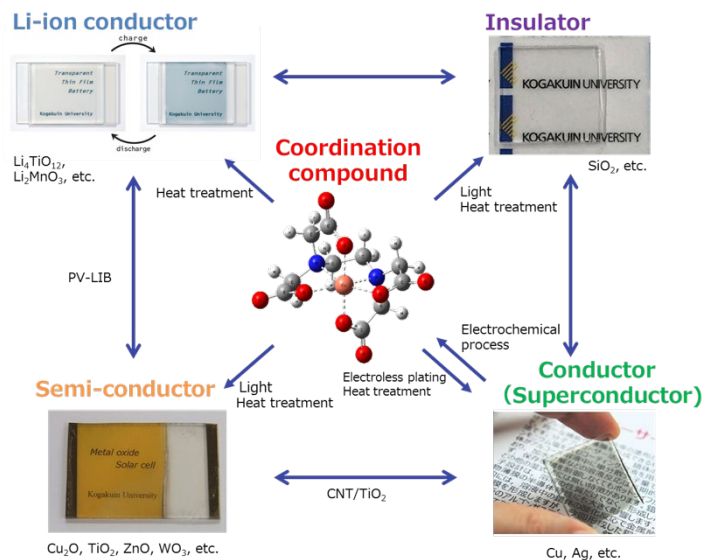 Li-ion conductor
Insulator
charge
Transparent
Thin Film
Battery
Kogakuin University
Transparent
Thin Film
Battery
Kogakuin University
discharge
KOGAKUIN UNIVERSITY
KOGAKUIN UNIVERSITY
Li₄TiO₁₂,
Li₂MnO₃, etc.
SiO₂, etc.
Coordination
compound
Heat treatment
Light
Heat treatment
PV-LIB
Electrochemical
process
Light
Heat treatment
Electroless plating
Heat treatment
Semi-conductor
Conductor
(Superconductor)
Metal oxide
Solar cell
Kogakuin University
CNT/TiO₂
Cu₂O, TiO₂, ZnO, WO₃, etc.
Cu, Ag, etc.